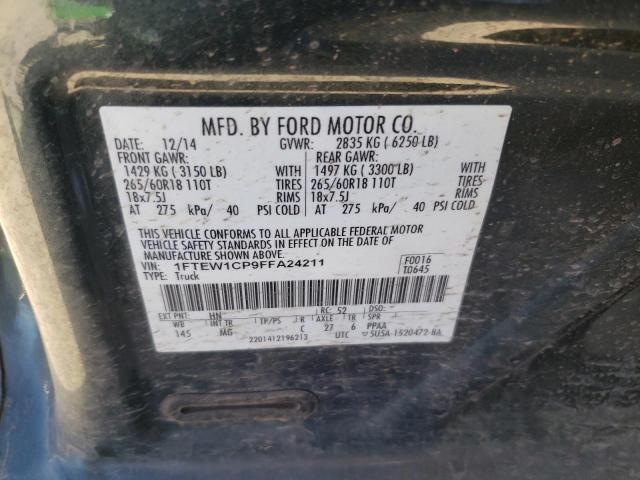 MFD. BY FORD MOTOR CO.
DATE: 12/14 GVWR: 2835 KG ( 6250 LB)
FRONT GAWR: REAR GAWR:
1429 KG ( 3150 LB) WITH 1497 KG ( 3300 LB) WITH
265/60R18 110T TIRES 265/60R18 110T TIRES
18x7.5J RIMS 18x7.5J RIMS
AT 275 kPa/ 40 PSI COLD AT 275 kPa/ 40 PSI COLD
THIS VEHICLE CONFORMS TO ALL APPLICABLE FEDERAL MOTOR
VEHICLE SAFETY STANDARDS IN EFFECT ON THE DATE OF
MANUFACTURE SHOWN ABOVE.
VIN: 1FTEW1CP9FFA24211 F0016
TYPE: Truck T0645
EXT PNT: HN RC: 52 DSO:
WB INT TR TP/PS R AXLE TR SPR
145 MG C 27 6 PPAA
2201412196213 UTC 5U5A-1520472-BA